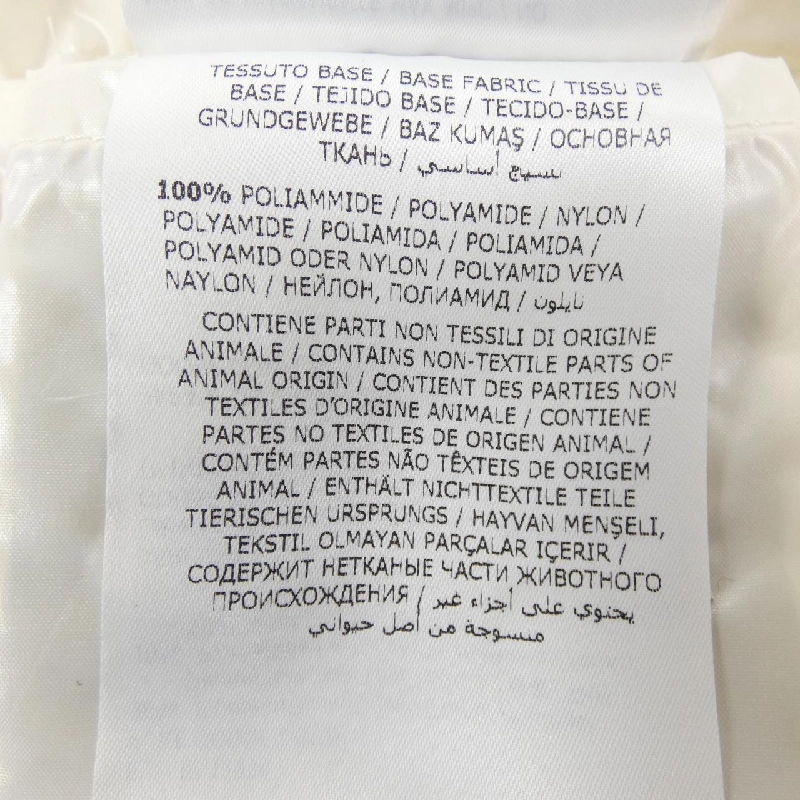 TESSUTO BASE / BASE FABRIC / TISSU DE
BASE / TEJIDO BASE / TECIDO-BASE /
GRUNDGEWEBE / BAZ KUMAŞ / ОСНОВНАЯ
ТКАНЬ / نسيج أساسي
100% POLIAMMIDE / POLYAMIDE / NYLON /
POLYAMIDE / POLIAMIDA / POLIAMIDA /
POLYAMID ODER NYLON / POLYAMID VEYA
NAYLON / НЕЙЛОН, ПОЛИАМИД / نايلون
CONTIENE PARTI NON TESSILI DI ORIGINE
ANIMALE / CONTAINS NON-TEXTILE PARTS OF
ANIMAL ORIGIN / CONTIENT DES PARTIES NON
TEXTILES D'ORIGINE ANIMALE / CONTIENE
PARTES NO TEXTILES DE ORIGEN ANIMAL /
CONTÉM PARTES NÃO TÊXTEIS DE ORIGEM
ANIMAL / ENTHÄLT NICHTTEXTILE TEILE
TIERISCHEN URSPRUNGS / HAYVAN MENŞELI,
TEKSTIL OLMAYAN PARÇALAR IÇERIR /
СОДЕРЖИТ НЕТКАНЫЕ ЧАСТИ ЖИВОТНОГО
ПРОИСХОЖДЕНИЯ / يحتوي على أجزاء غير
منسوجة من أصل حيواني